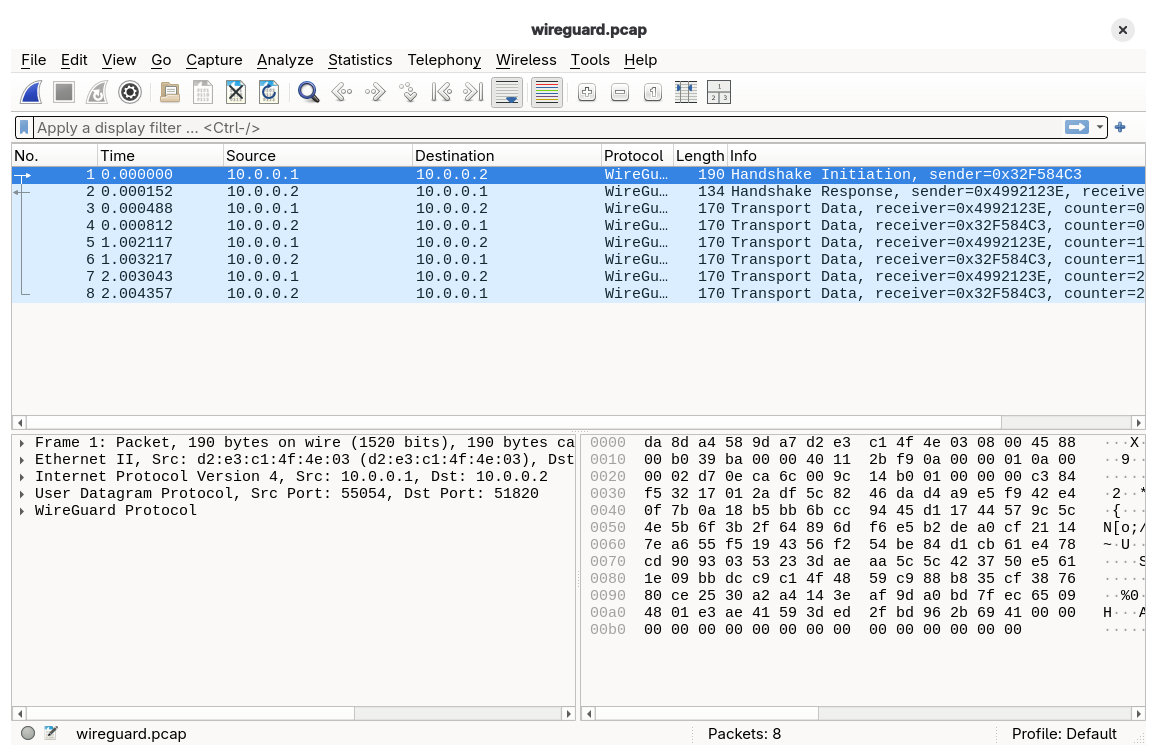 wireguard.pcap
File Edit View Go Capture Analyze Statistics Telephony Wireless Tools Help
Apply a display filter ... <Ctrl-/>
No. Time Source Destination Protocol Length Info
1 0.000000 10.0.0.1 10.0.0.2 WireGu… 190 Handshake Initiation, sender=0x32F584C3
2 0.000152 10.0.0.2 10.0.0.1 WireGu… 134 Handshake Response, sender=0x4992123E, receive
3 0.000488 10.0.0.1 10.0.0.2 WireGu… 170 Transport Data, receiver=0x4992123E, counter=0
4 0.000812 10.0.0.2 10.0.0.1 WireGu… 170 Transport Data, receiver=0x32F584C3, counter=0
5 1.002117 10.0.0.1 10.0.0.2 WireGu… 170 Transport Data, receiver=0x4992123E, counter=1
6 1.003217 10.0.0.2 10.0.0.1 WireGu… 170 Transport Data, receiver=0x32F584C3, counter=1
7 2.003043 10.0.0.1 10.0.0.2 WireGu… 170 Transport Data, receiver=0x4992123E, counter=2
8 2.004357 10.0.0.2 10.0.0.1 WireGu… 170 Transport Data, receiver=0x32F584C3, counter=2
Frame 1: Packet, 190 bytes on wire (1520 bits), 190 bytes ca
Ethernet II, Src: d2:e3:c1:4f:4e:03 (d2:e3:c1:4f:4e:03), Dst
Internet Protocol Version 4, Src: 10.0.0.1, Dst: 10.0.0.2
User Datagram Protocol, Src Port: 55054, Dst Port: 51820
WireGuard Protocol
0000 da 8d a4 58 9d a7 d2 e3 c1 4f 4e 03 08 00 45 88 ···X·
0010 00 b0 39 ba 00 00 40 11 2b f9 0a 00 00 01 0a 00 ··9··
0020 00 02 d7 0e ca 6c 00 9c 14 b0 01 00 00 00 c3 84 ·····
0030 f5 32 17 01 2a df 5c 82 46 da d4 a9 e5 f9 42 e4 ·2··*
0040 0f 7b 0a 18 b5 bb 6b cc 94 45 d1 17 44 57 9c 5c ·{···
0050 4e 5b 6f 3b 2f 64 89 6d f6 e5 b2 de a0 cf 21 14 N[o;/
0060 7e a6 55 f5 19 43 56 f2 54 be 84 d1 cb 61 e4 78 ~·U··
0070 cd 90 93 03 53 23 3d ae aa 5c 5c 42 37 50 e5 61 ····S
0080 1e 09 bb dc c9 c1 4f 48 59 c9 88 b8 35 cf 38 76 ·····
0090 80 ce 25 30 a2 a4 14 3e af 9d a0 bd 7f ec 65 09 ··%0·
00a0 48 01 e3 ae 41 59 3d ed 2f bd 96 2b 69 41 00 00 H···A
00b0 00 00 00 00 00 00 00 00 00 00 00 00 00 00 ·····
wireguard.pcap Packets: 8 Profile: Default